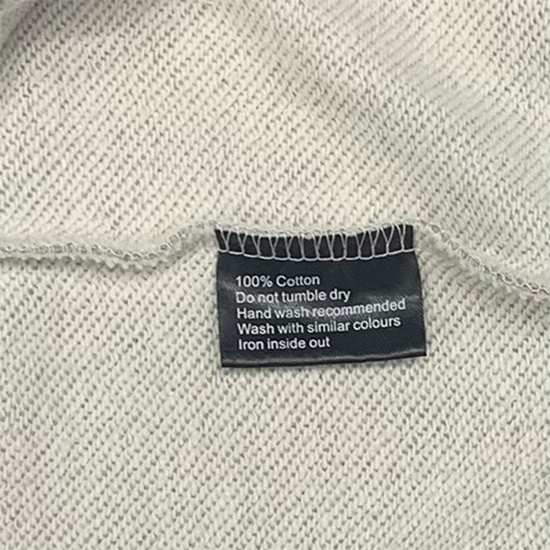 100% Cotton
Do not tumble dry
Hand wash recommended
Wash with similar colours
Iron inside out